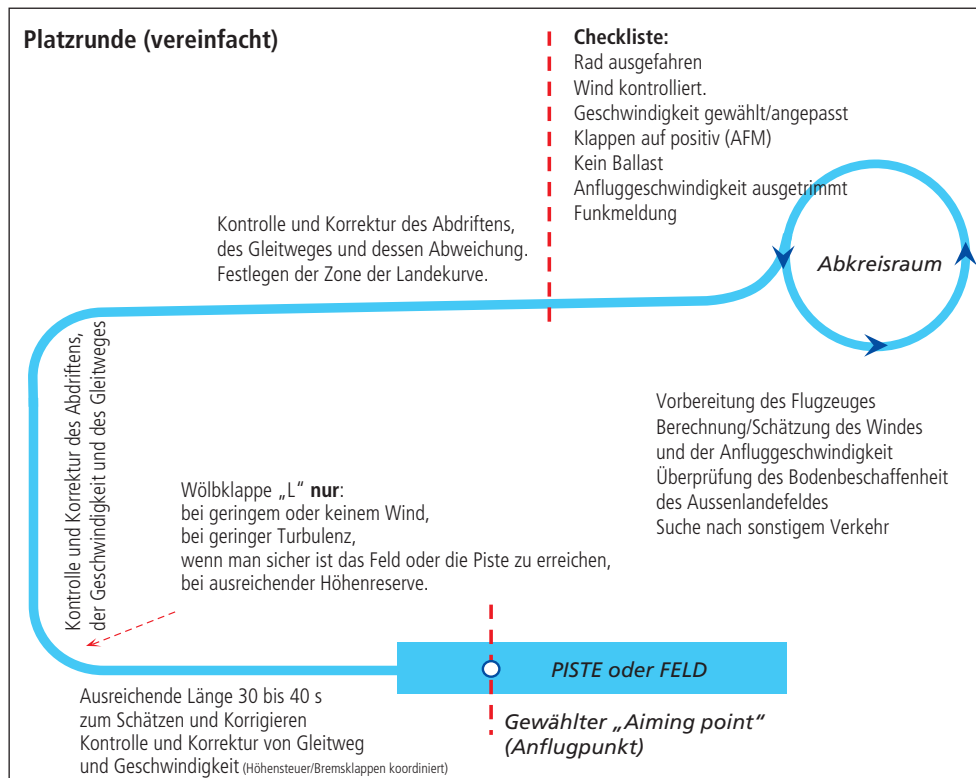 Platzrunde (vereinfacht)
Checkliste:
Rad ausgefahren
Wind kontrolliert.
Geschwindigkeit gewählt/angepasst
Klappen auf positiv (AFM)
Kein Ballast
Anfluggeschwindigkeit ausgetrimmt
Funkmeldung
Abkreisraum
Kontrolle und Korrektur des Abdriftens,
des Gleitweges und dessen Abweichung.
Festlegen der Zone der Landekurve.
Kontrolle und Korrektur des Abdriftens,
der Geschwindigkeit und des Gleitweges
Vorbereitung des Flugzeuges
Berechnung/Schätzung des Windes
und der Anfluggeschwindigkeit
Überprüfung des Bodenbeschaffenheit
des Aussenlandefeldes
Suche nach sonstigem Verkehr
Wölbklappe „L“ nur:
bei geringem oder keinem Wind,
bei geringer Turbulenz,
wenn man sicher ist das Feld oder die Piste zu erreichen,
bei ausreichender Höhenreserve.
PISTE oder FELD
Ausreichende Länge 30 bis 40 s
zum Schätzen und Korrigieren
Kontrolle und Korrektur von Gleitweg
und Geschwindigkeit (Höhensteuer/Bremsklappen koordiniert)
Gewählter „Aiming point“
(Anflugpunkt)